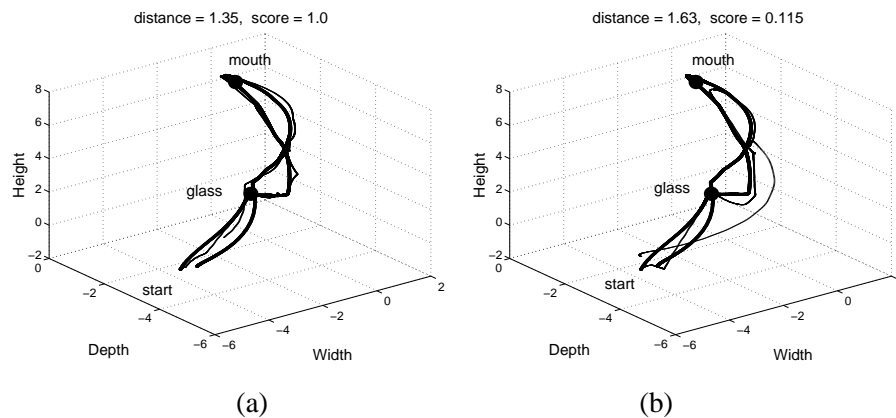 distance = 1.35,  score = 1.0
mouth
8
6
4
2
0
−2
Height
glass
start
0
−2
−4
−6
Depth
−6
−4
−2
0
2
Width
(a)
distance = 1.63,  score = 0.115
mouth
8
6
4
2
0
−2
Height
glass
start
0
−2
−4
−6
Depth
−6
−4
−2
0
Width
(b)